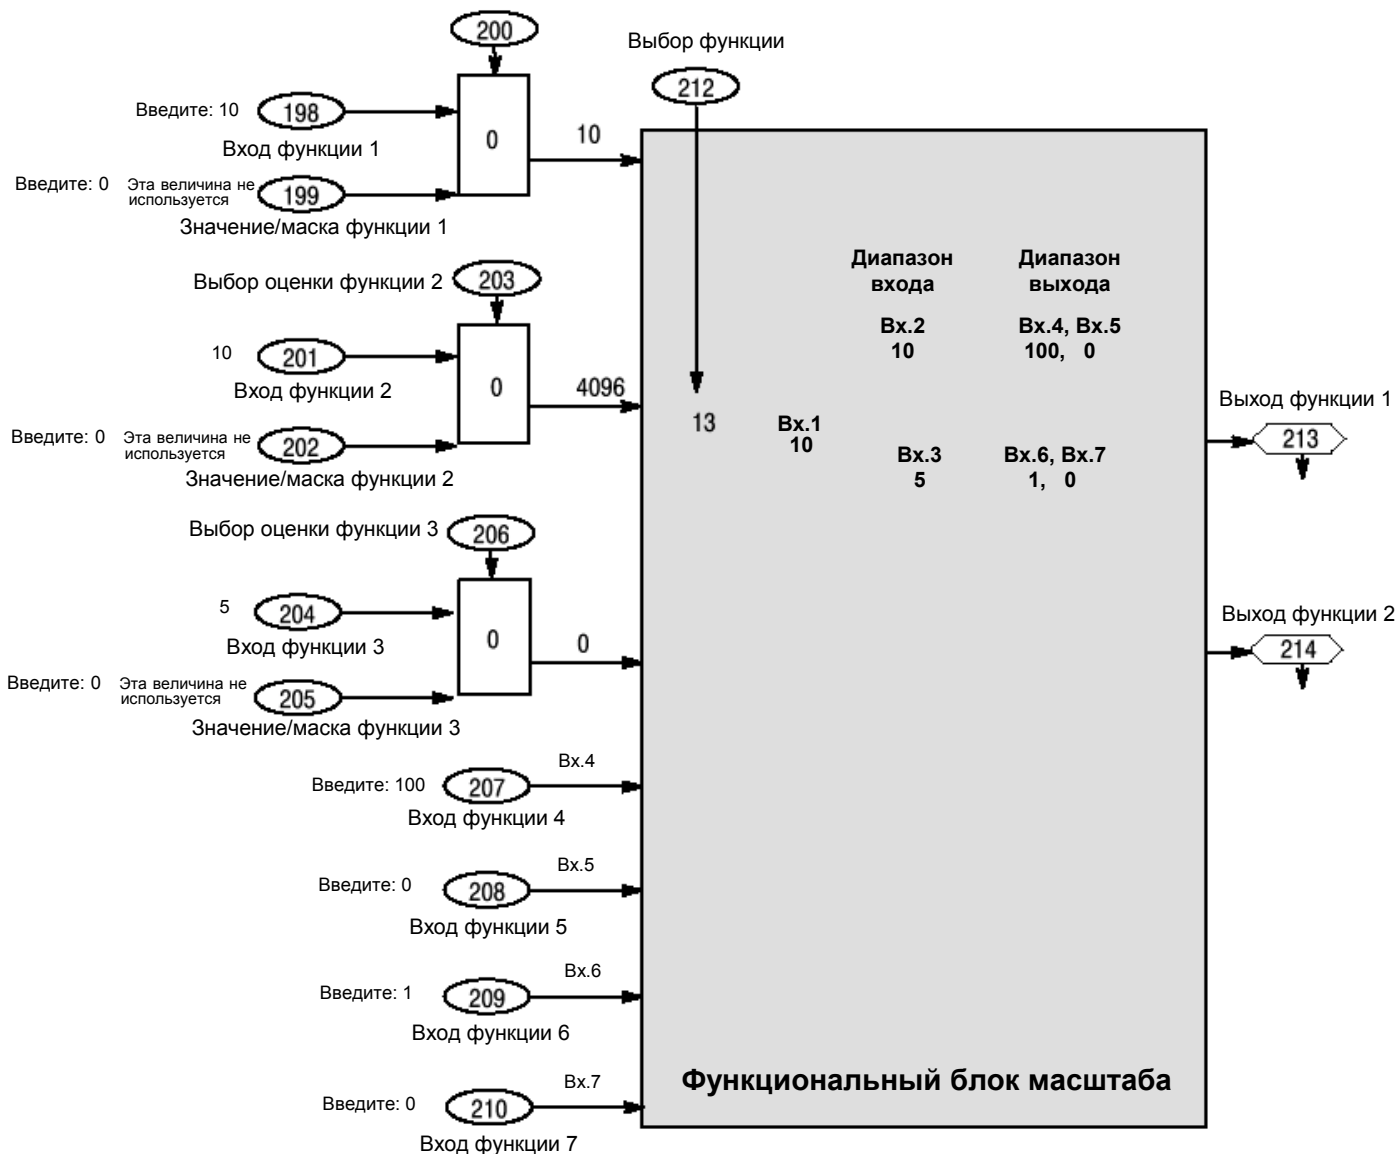 200
Выбор функции
212
Введите: 10
198
Вход функции 1
0
10
Введите: 0
Эта величина не
используется
199
Значение/маска функции 1
Выбор оценки функции 2
203
10
201
Вход функции 2
0
4096
Введите: 0
Эта величина не
используется
202
Значение/маска функции 2
Выбор оценки функции 3
206
5
204
Вход функции 3
0
0
Введите: 0
Эта величина не
используется
205
Значение/маска функции 3
Вх.4
Введите: 100
207
Вход функции 4
Вх.5
Введите: 0
208
Вход функции 5
Вх.6
Введите: 1
209
Вход функции 6
Вх.7
Введите: 0
210
Вход функции 7
13
Вх.1
10
Диапазон
входа
Вх.2
10
Вх.3
5
Диапазон
выхода
Вх.4, Вх.5
100, 0
Вх.6, Вх.7
1, 0
Функциональный блок масштаба
Выход функции 1
213
Выход функции 2
214